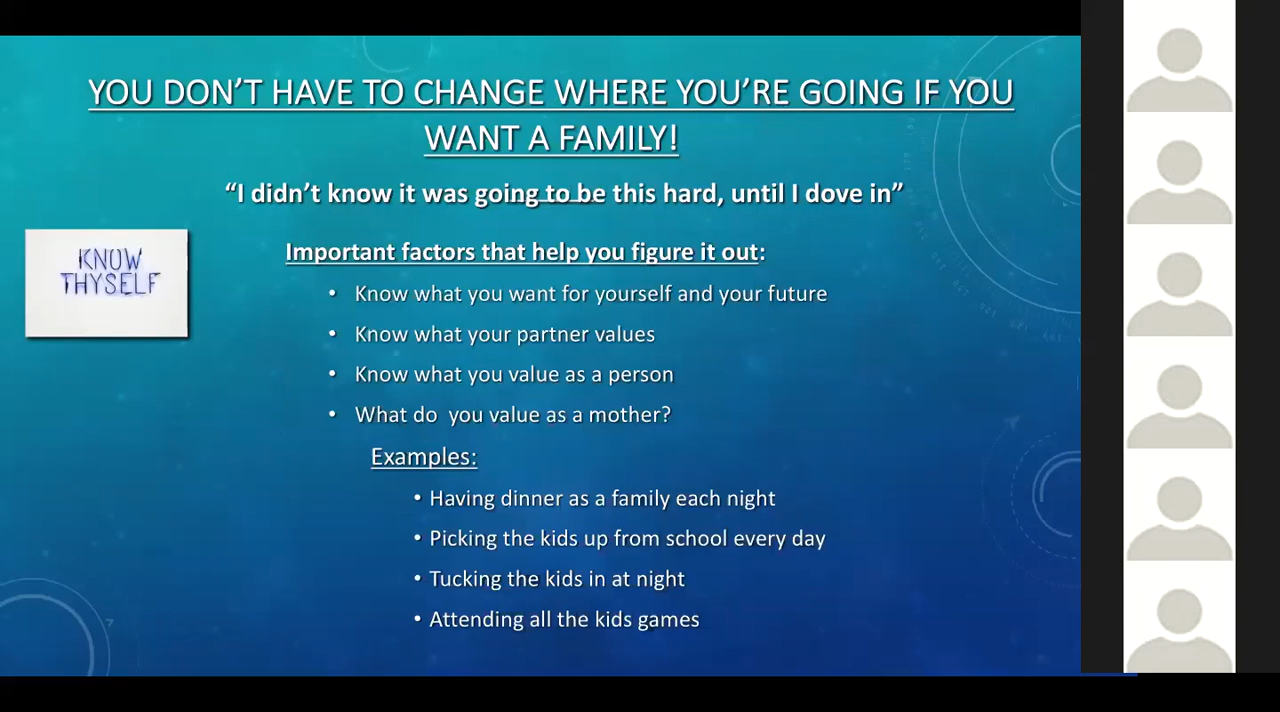 YOU DON’T HAVE TO CHANGE WHERE YOU’RE GOING IF YOU
WANT A FAMILY!
“I didn’t know it was going to be this hard, until I dove in”
KNOW
THYSELF
Important factors that help you figure it out:
• Know what you want for yourself and your future
• Know what your partner values
• Know what you value as a person
• What do  you value as a mother?
Examples:
• Having dinner as a family each night
• Picking the kids up from school every day
• Tucking the kids in at night
• Attending all the kids games